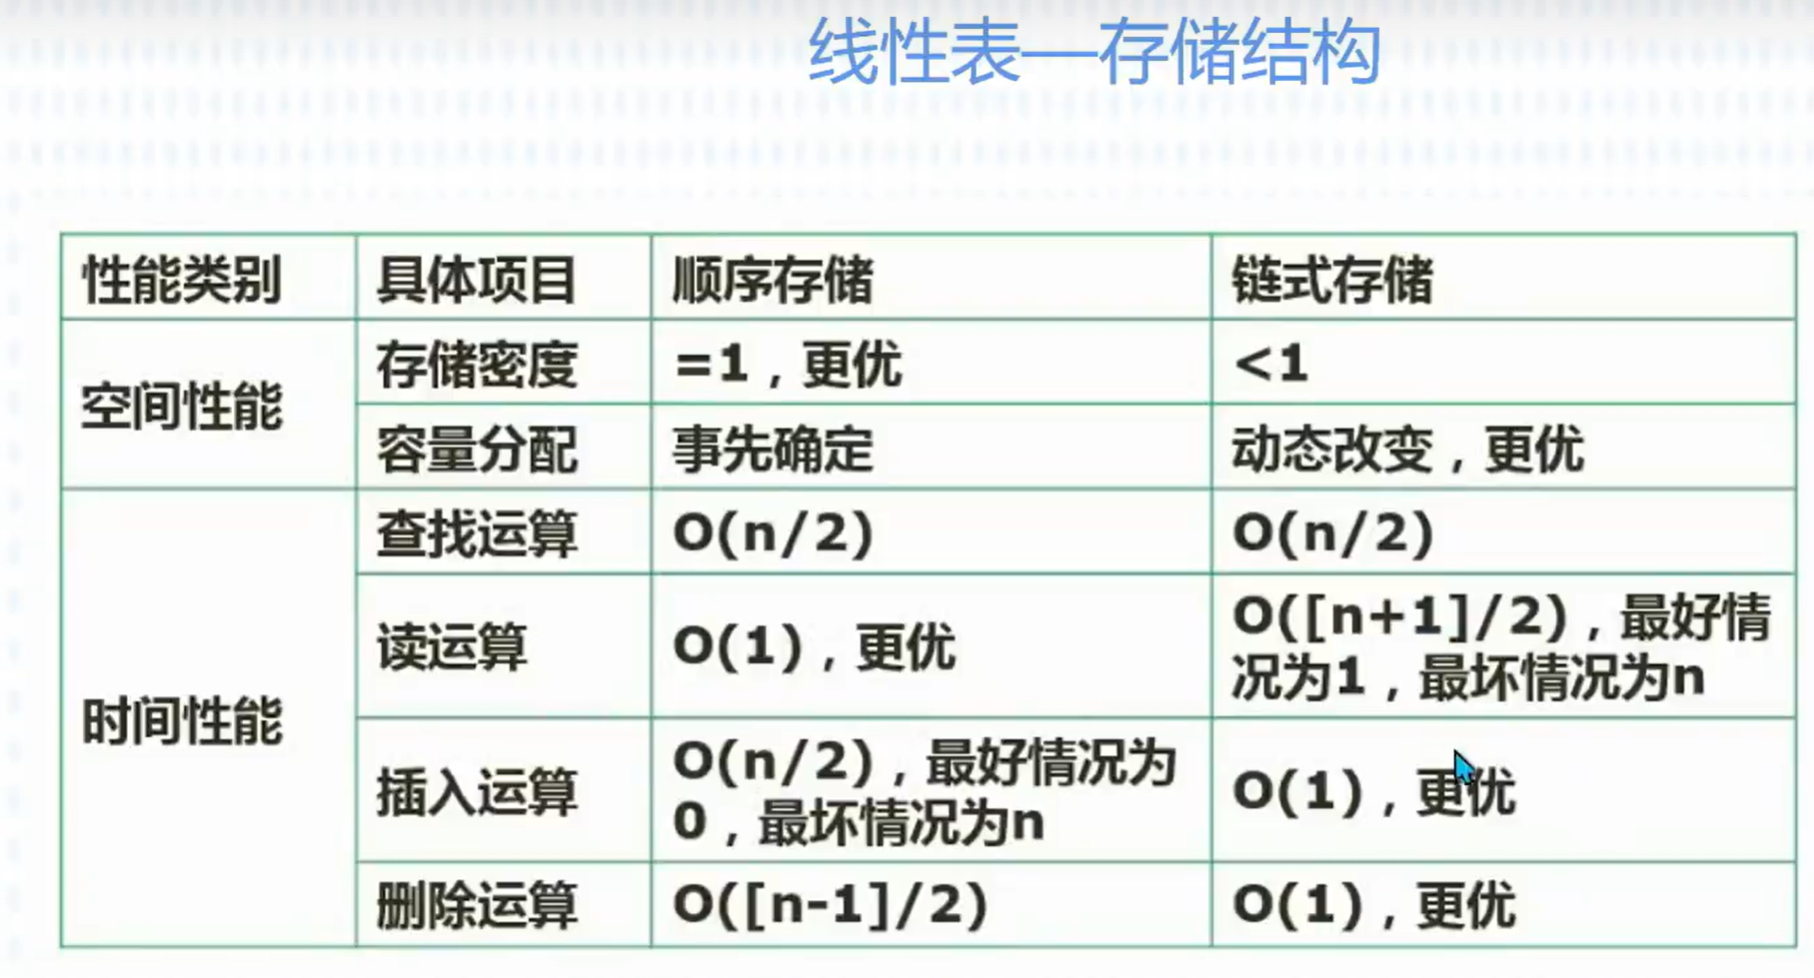 线性表—存储结构
性能类别 具体项目 顺序存储 链式存储
空间性能 存储密度 =1，更优 <1
容量分配 事先确定 动态改变，更优
时间性能 查找运算 O(n/2) O(n/2)
读运算 O(1)，更优 O([n+1]/2)，最好情
况为1，最坏情况为n
插入运算 O(n/2)，最好情况为
0，最坏情况为n O(1)，更优
删除运算 O([n-1]/2) O(1)，更优